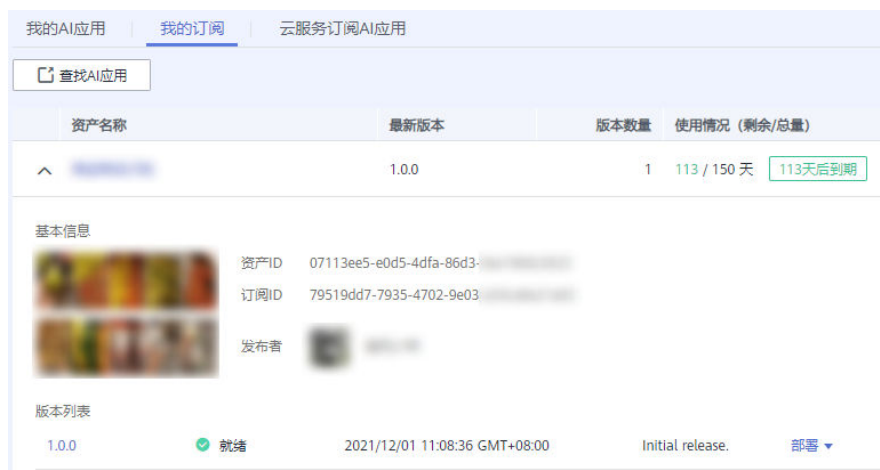 我的AI应用 我的订阅 云服务订阅AI应用
查找AI应用
资产名称 最新版本 版本数量 使用情况（剩余/总量）
1.0.0 1 113 / 150 天 113天后到期
基本信息
资产ID 07113ee5-e0d5-4dfa-86d3-
订阅ID 79519dd7-7935-4702-9e03
发布者
版本列表
1.0.0 就绪 2021/12/01 11:08:36 GMT+08:00 Initial release. 部署